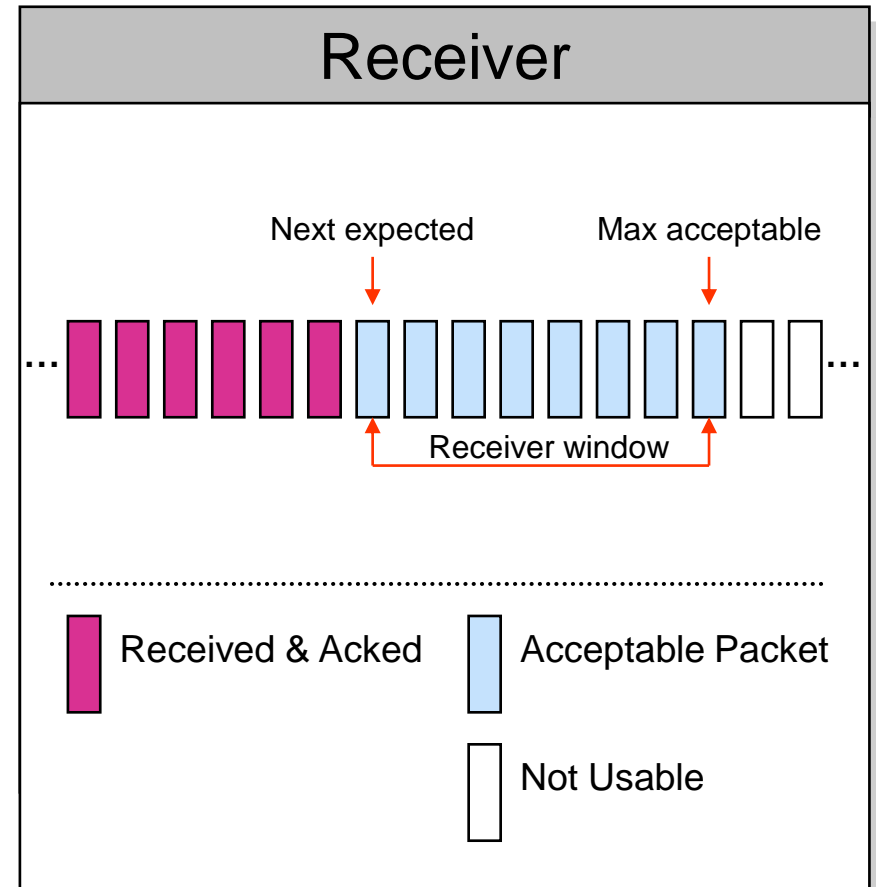 Receiver
Next expected
Max acceptable
...
...
Receiver window
Received & Acked
Acceptable Packet
Not Usable